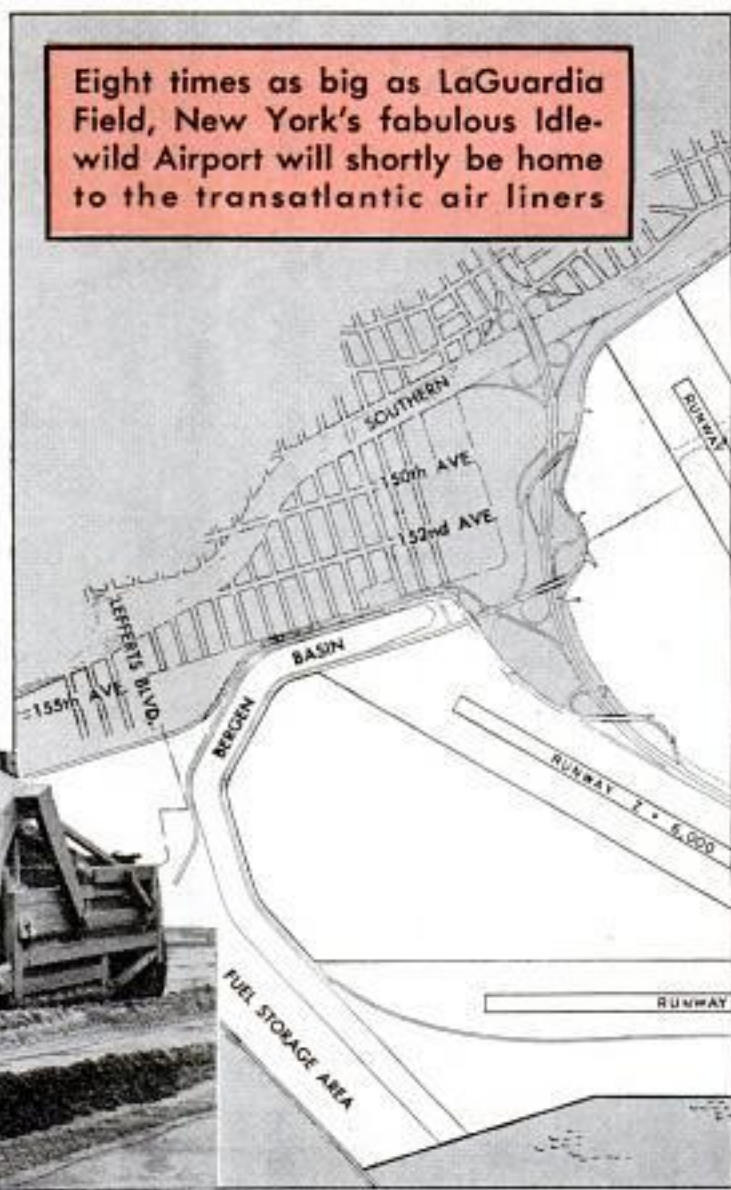 Eight times as big as LaGuardia
Field, New York's fabulous Idle-
wild Airport will shortly be home
to the transatlantic air liners
SOUTHERN
RUNWAY
150th AVE.
152nd AVE.
LEFFERTS BLVD.
155th AVE.
BASIN
BERGEN
RUNWAY 2 • 6,000
RUNWAY
FUEL STORAGE AREA